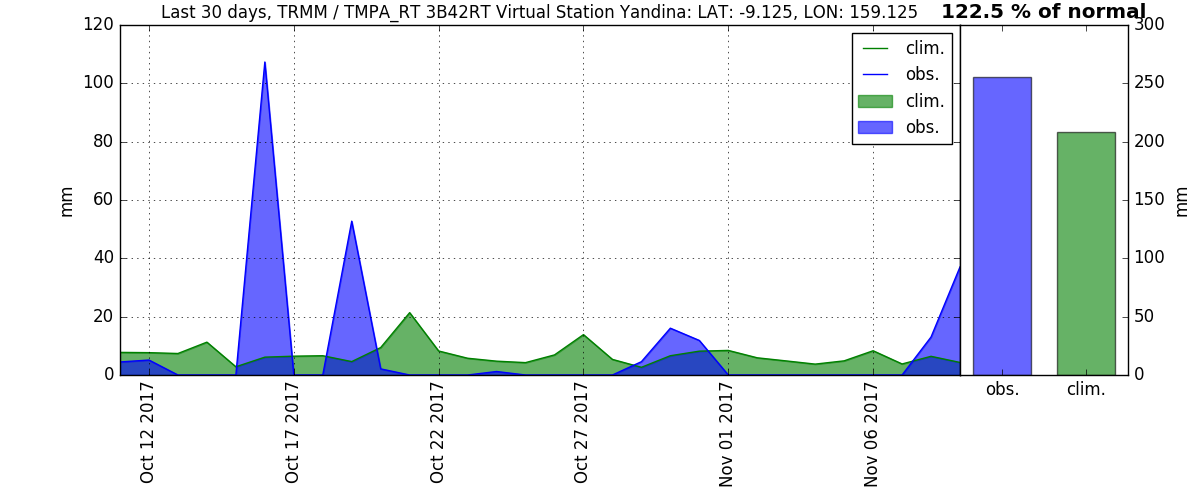 Last 30 days, TRMM / TMPA_RT 3B42RT Virtual Station Yandina: LAT: -9.125, LON: 159.125
122.5 % of normal
120
100
80
60
40
20
0
mm
clim.
obs.
clim.
obs.
300
250
200
150
100
50
0
mm
Oct 12 2017
Oct 17 2017
Oct 22 2017
Oct 27 2017
Nov 01 2017
Nov 06 2017
obs.
clim.